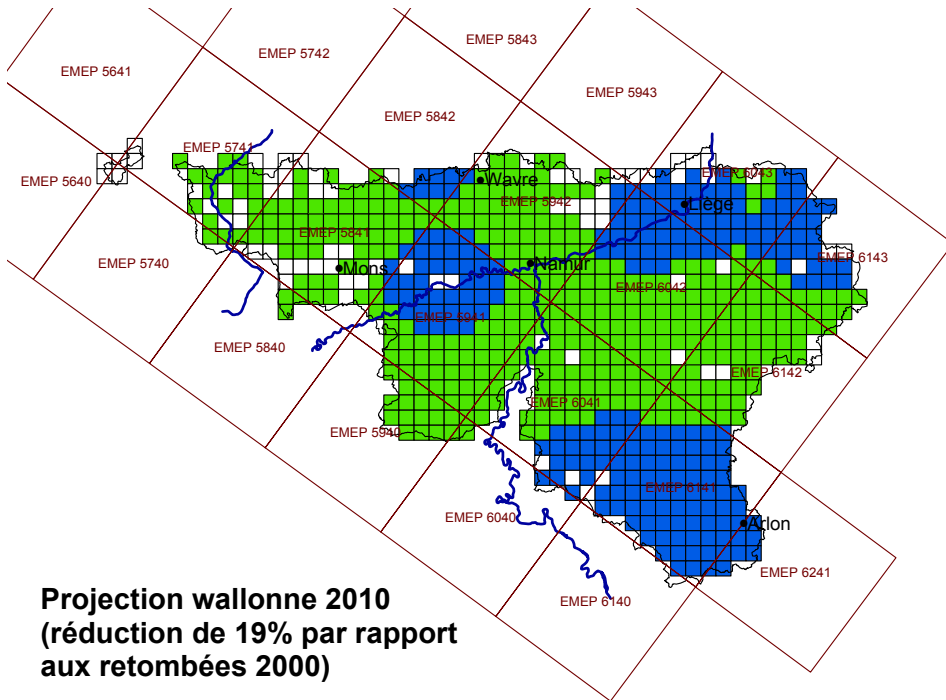 EMEP 5843
EMEP 5742
EMEP 5641
EMEP 5943
EMEP 5842
EMEP 5741
EMEP 6043
EMEP 5640
Wavre
EMEP 5942
Liège
EMEP 5841
EMEP 6143
EMEP 5740
Mons
Namur
EMEP 6042
EMEP 5941
EMEP 5840
EMEP 6142
EMEP 6041
EMEP 5940
EMEP 6141
EMEP 6040
Arlon
EMEP 6241
EMEP 6140
Projection wallonne 2010
(réduction de 19% par rapport
aux retombées 2000)